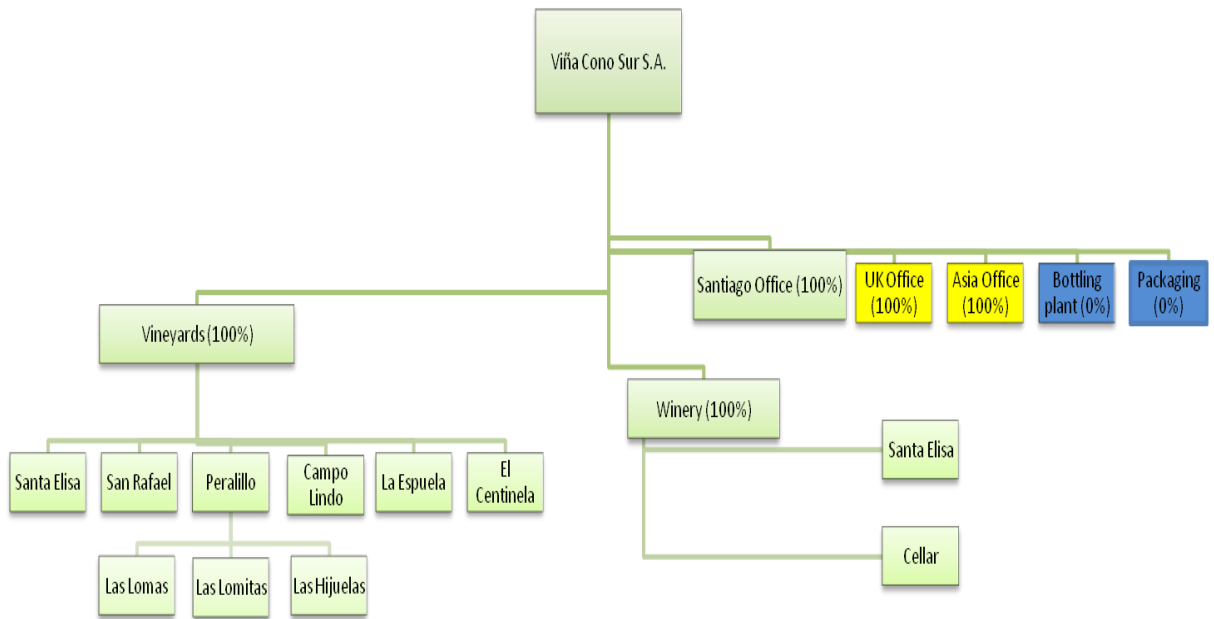 Viña Cono Sur S.A.
Santiago Office (100%)
UK Office
(100%)
Asia Office
(100%)
Bottling
plant (0%)
Packaging
(0%)
Vineyards (100%)
Winery (100%)
Santa Elisa
San Rafael
Peralillo
Campo
Lindo
La Espuela
El
Centinela
Santa Elisa
Cellar
Las Lomas
Las Lomitas
Las Hijuelas